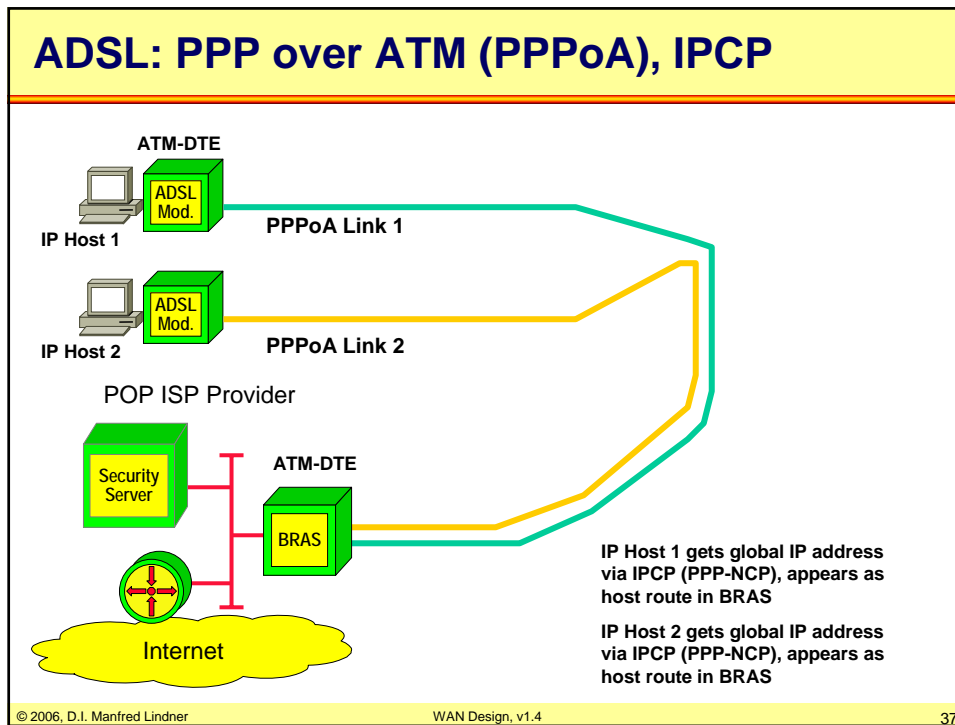 ADSL: PPP over ATM (PPPoA), IPCP
ATM-DTE
ADSL
Mod.
IP Host 1
PPPoA Link 1
ADSL
Mod.
IP Host 2
PPPoA Link 2
POP ISP Provider
Security
Server
ATM-DTE
BRAS
Internet
IP Host 1 gets global IP address
via IPCP (PPP-NCP), appears as
host route in BRAS
IP Host 2 gets global IP address
via IPCP (PPP-NCP), appears as
host route in BRAS
© 2006, D.I. Manfred Lindner
WAN Design, v1.4
37